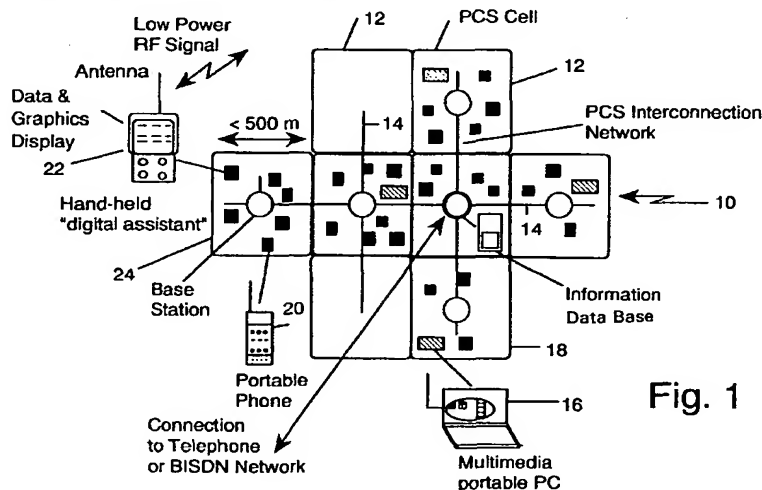 Low Power
RF Signal
12
PCS Cell
Antenna
12
Data &
Graphics
Display
22
< 500 m
14
PCS Interconnection
Network
Hand-held
"digital assistant"
10
14
24
Base
Station
20
Information
Data Base
18
Portable
Phone
16
Fig. 1
Connection
to Telephone
or BISDN Network
Multimedia
portable PC